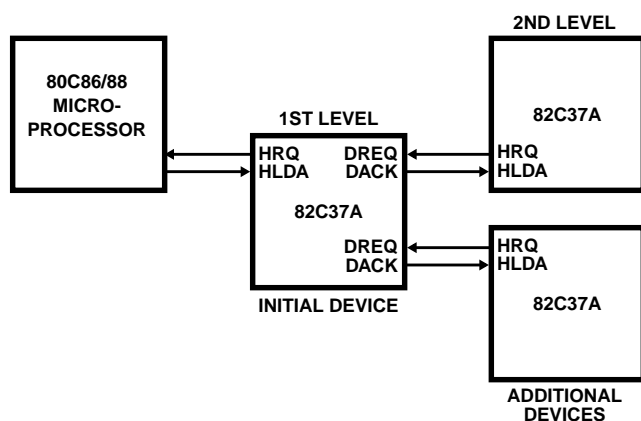 2ND LEVEL
80C86/88
MICRO-
PROCESSOR
82C37A
1ST LEVEL
HRQ
HLDA
DREQ
DACK
HRQ
HLDA
82C37A
DREQ
DACK
HRQ
HLDA
82C37A
INITIAL DEVICE
ADDITIONAL
DEVICES